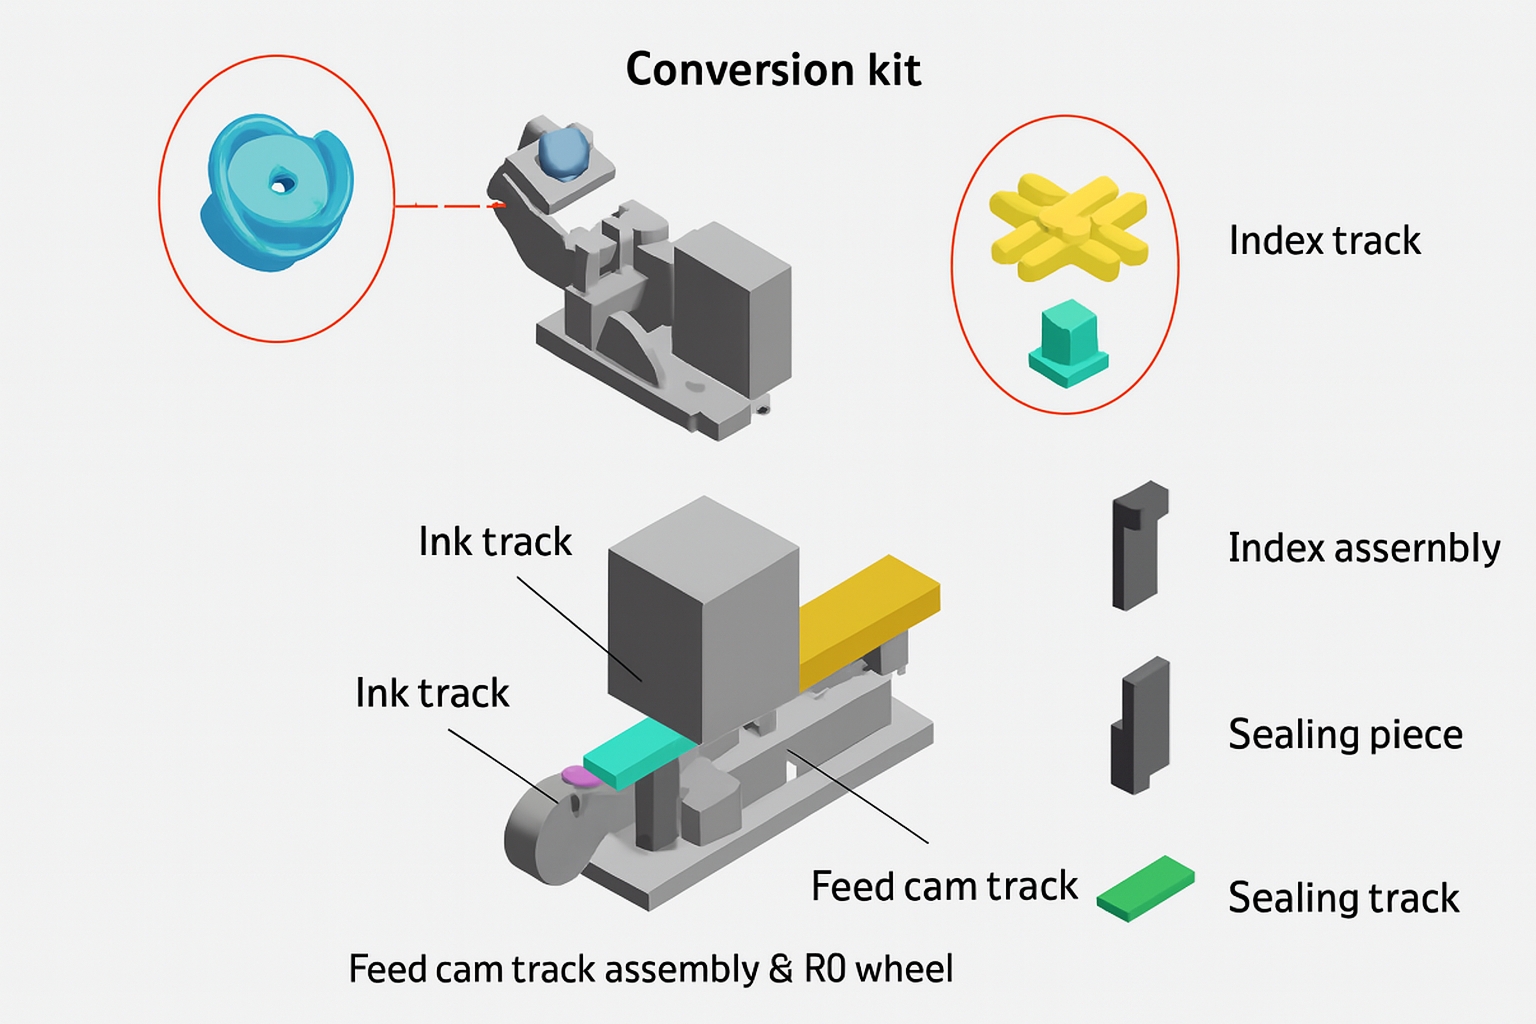 Conversion kit
Index track
Ink track
Index assernbly
Ink track
Sealing piece
Feed cam track
Sealing track
Feed cam track assembly & R0 wheel